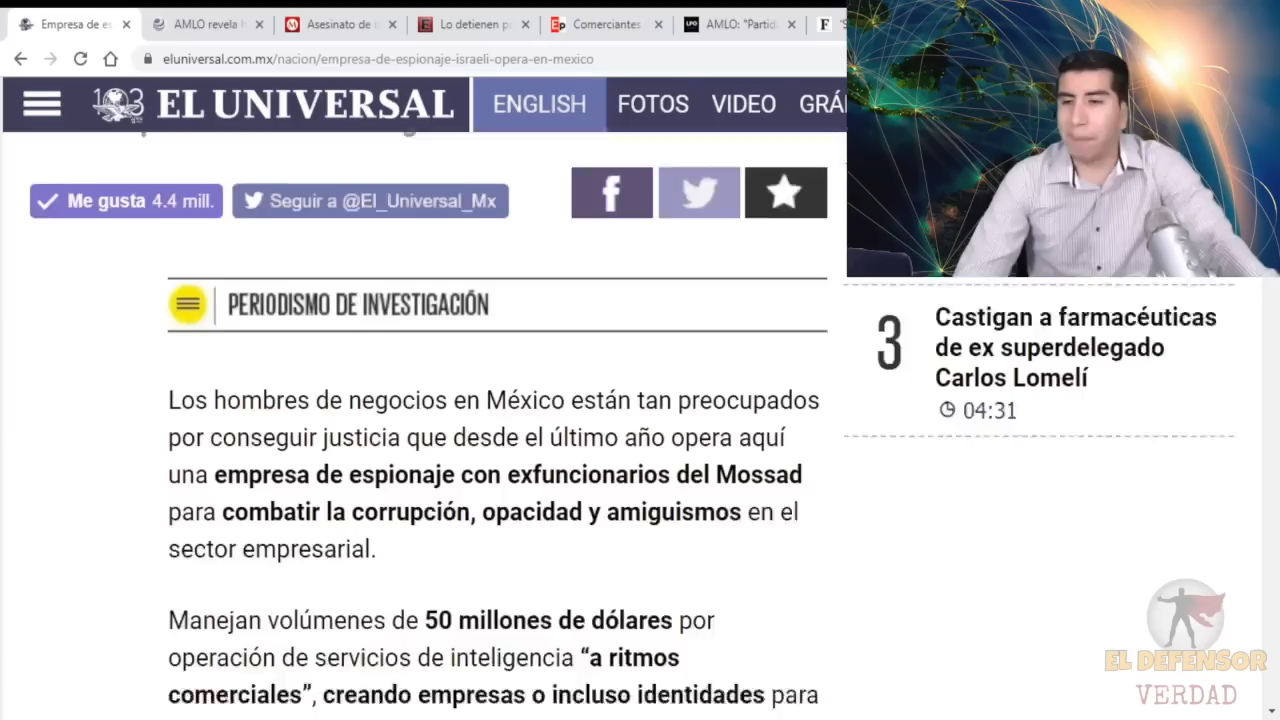 Empresa de es
AMLO revela h
Asesinato de
Lo detienen p
Comerciantes
AMLO: "Partid
eluniversal.com.mx/nacion/empresa-de-espionaje-israeli-opera-en-mexico
103 EL UNIVERSAL
ENGLISH
FOTOS
VIDEO
GRÁ
Me gusta 4.4 mill.
Seguir a @El_Universal_Mx
PERIODISMO DE INVESTIGACIÓN
Los hombres de negocios en México están tan preocupados
por conseguir justicia que desde el último año opera aquí
una empresa de espionaje con exfuncionarios del Mossad
para combatir la corrupción, opacidad y amiguismos en el
sector empresarial.
Manejan volúmenes de 50 millones de dólares por
operación de servicios de inteligencia “a ritmos
comerciales”, creando empresas o incluso identidades para
3
Castigan a farmacéuticas
de ex superdelegado
Carlos Lomelí
04:31
EL DEFENSOR
VERDAD